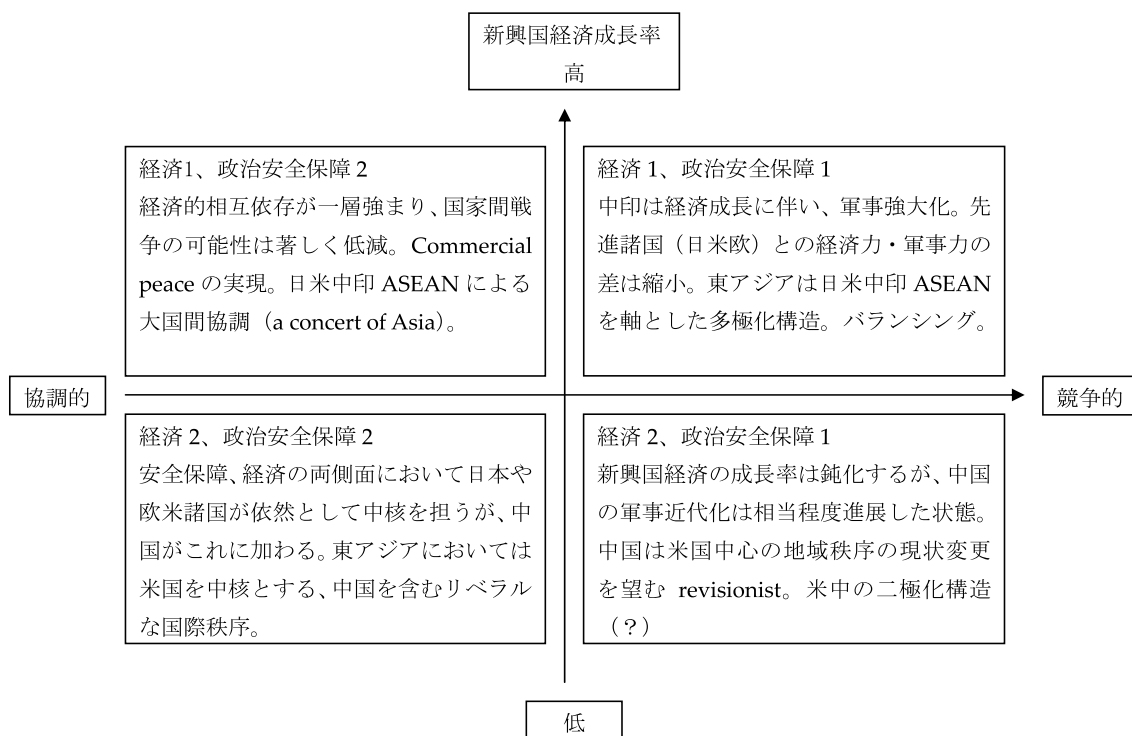 新興国経済成長率
高
経済1、政治安全保障 2
経済的相互依存が一層強まり、国家間戦
争の可能性は著しく低減。Commercial
peace の実現。日米中印 ASEAN による
大国間協調（a concert of Asia）。
経済 1、政治安全保障 1
中印は経済成長に伴い、軍事強大化。先
進諸国（日米欧）との経済力・軍事力の
差は縮小。東アジアは日米中印 ASEAN
を軸とした多極化構造。バランシング。
協調的
競争的
経済 2、政治安全保障 2
安全保障、経済の両側面において日本や
欧米諸国が依然として中核を担うが、中
国がこれに加わる。東アジアにおいては
米国を中核とする、中国を含むリベラル
な国際秩序。
経済 2、政治安全保障 1
新興国経済の成長率は鈍化するが、中国
の軍事近代化は相当程度進展した状態。
中国は米国中心の地域秩序の現状変更
を望む revisionist。米中の二極化構造
（？）
低